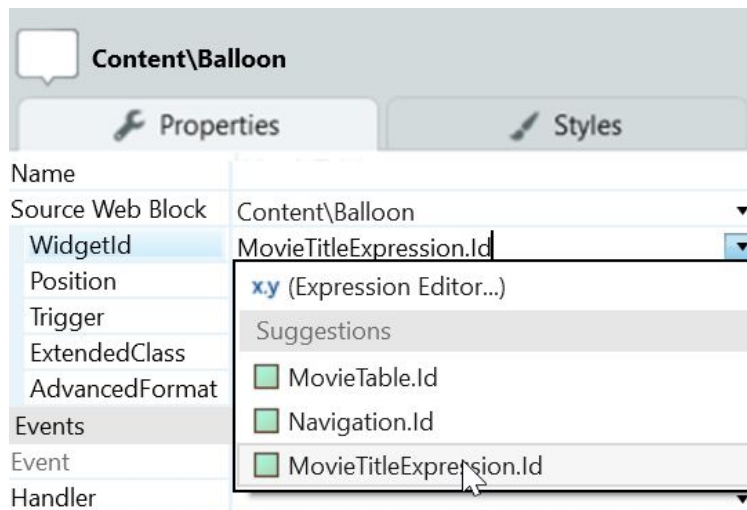 Content\Balloon
Properties Styles
Name
Source Web Block Content\Balloon
WidgetId MovieTitleExpression.Id
Position x.y (Expression Editor...)
Trigger Suggestions
ExtendedClass MovieTable.Id
AdvancedFormat Navigation.Id
Events
Event MovieTitleExpression.Id
Handler